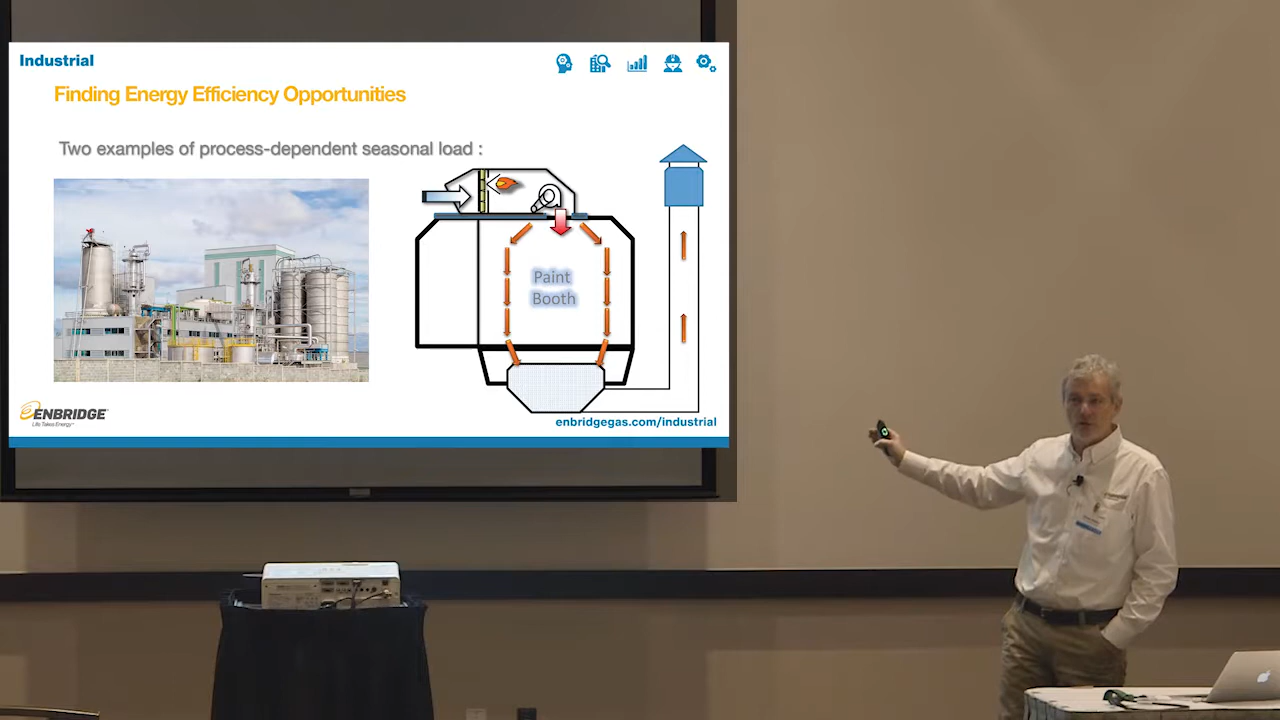 Industrial
Finding Energy Efficiency Opportunities
Two examples of process-dependent seasonal load :
Paint
Booth
ENBRIDGE
Life Takes Energy™
enbridgegas.com/industrial